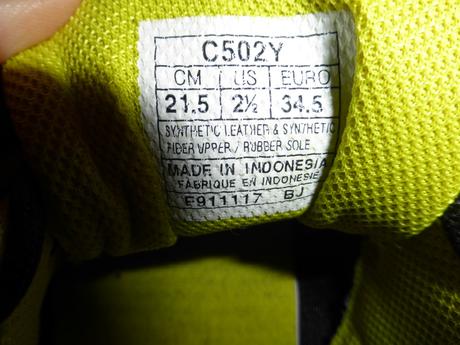 C502Y
CM US EURO
21.5 2½ 34.5
SYNTHETIC LEATHER & SYNTHETIC
FIBER UPPER / RUBBER SOLE
MADE IN INDONESIA
FABRIQUE EN INDONESIE
E911117 BJ